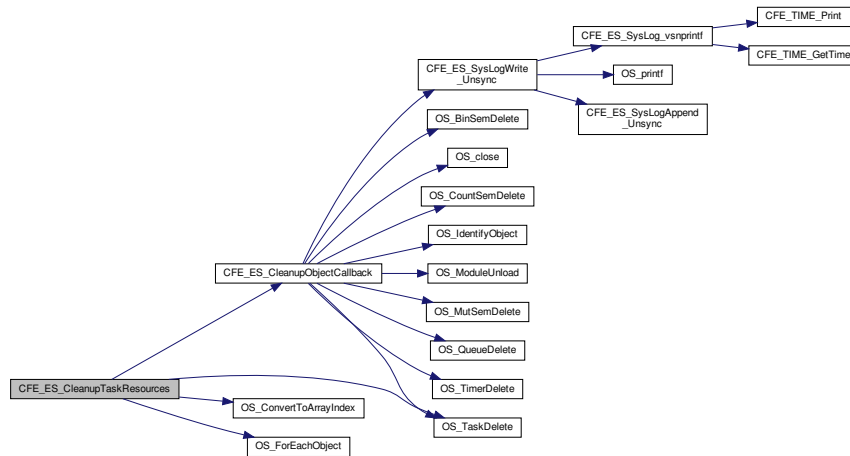 CFE_TIME_Print
CFE_ES_SysLog_vsnprintf
CFE_TIME_GetTime
CFE_ES_SysLogWrite
_Unsync
OS_printf
CFE_ES_SysLogAppend
_Unsync
OS_BinSemDelete
OS_close
OS_CountSemDelete
OS_IdentifyObject
CFE_ES_CleanupObjectCallback
OS_ModuleUnload
OS_MutSemDelete
OS_QueueDelete
OS_TimerDelete
CFE_ES_CleanupTaskResources
OS_ConvertToArrayIndex
OS_TaskDelete
OS_ForEachObject